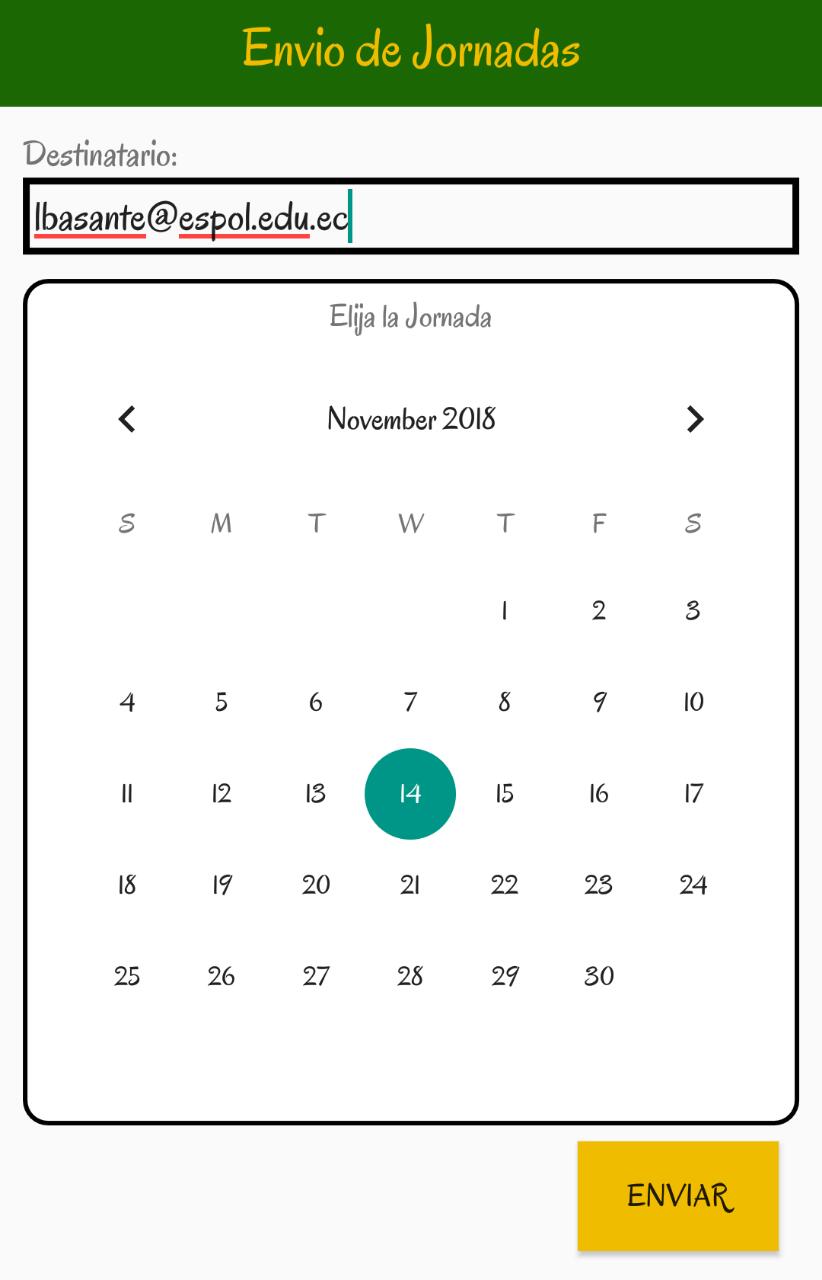 Envio de Jornadas
Destinatario:
lbasante@espol.edu.ec
Elija la Jornada
November 2018
S M T W T F S
1 2 3
4 5 6 7 8 9 10
11 12 13 14 15 16 17
18 19 20 21 22 23 24
25 26 27 28 29 30
ENVIAR